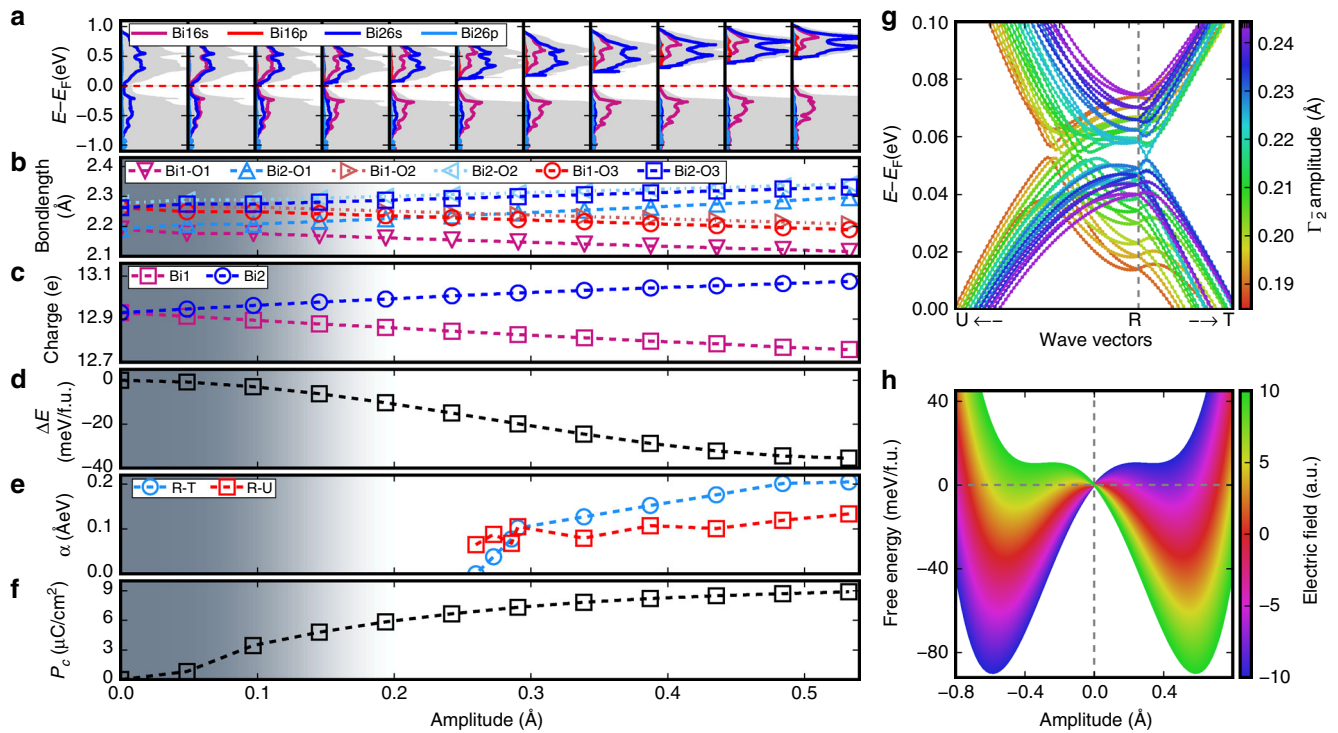 a
Bi16s Bi16p Bi26s Bi26p
E–E_F(eV)
1.0
0.5
0.0
−0.5
−1.0
b
Bi1-O1 Bi2-O1 Bi1-O2 Bi2-O2 Bi1-O3 Bi2-O3
Bondlength
(Å)
2.4
2.3
2.2
2.1
c
Bi1 Bi2
Charge (e)
13.1
12.9
12.7
d
ΔE
(meV/f.u.)
0
−20
−40
e
R-T R-U
α (ÅeV)
0.2
0.1
0.0
f
P_c (μC/cm²)
9
6
3
0
0.0 0.1 0.2 0.3 0.4 0.5
Amplitude (Å)
g
E–E_F(eV)
0.10
0.08
0.06
0.04
0.02
0.00
U ←-- R --→ T
Wave vectors
0.24
0.23
0.22
0.21
0.20
0.19
Γ₂⁻ amplitude (Å)
h
Free energy (meV/f.u.)
40
0
−40
−80
−0.8 −0.4 0.0 0.4
Amplitude (Å)
10
5
0
−5
−10
Electric field (a.u.)